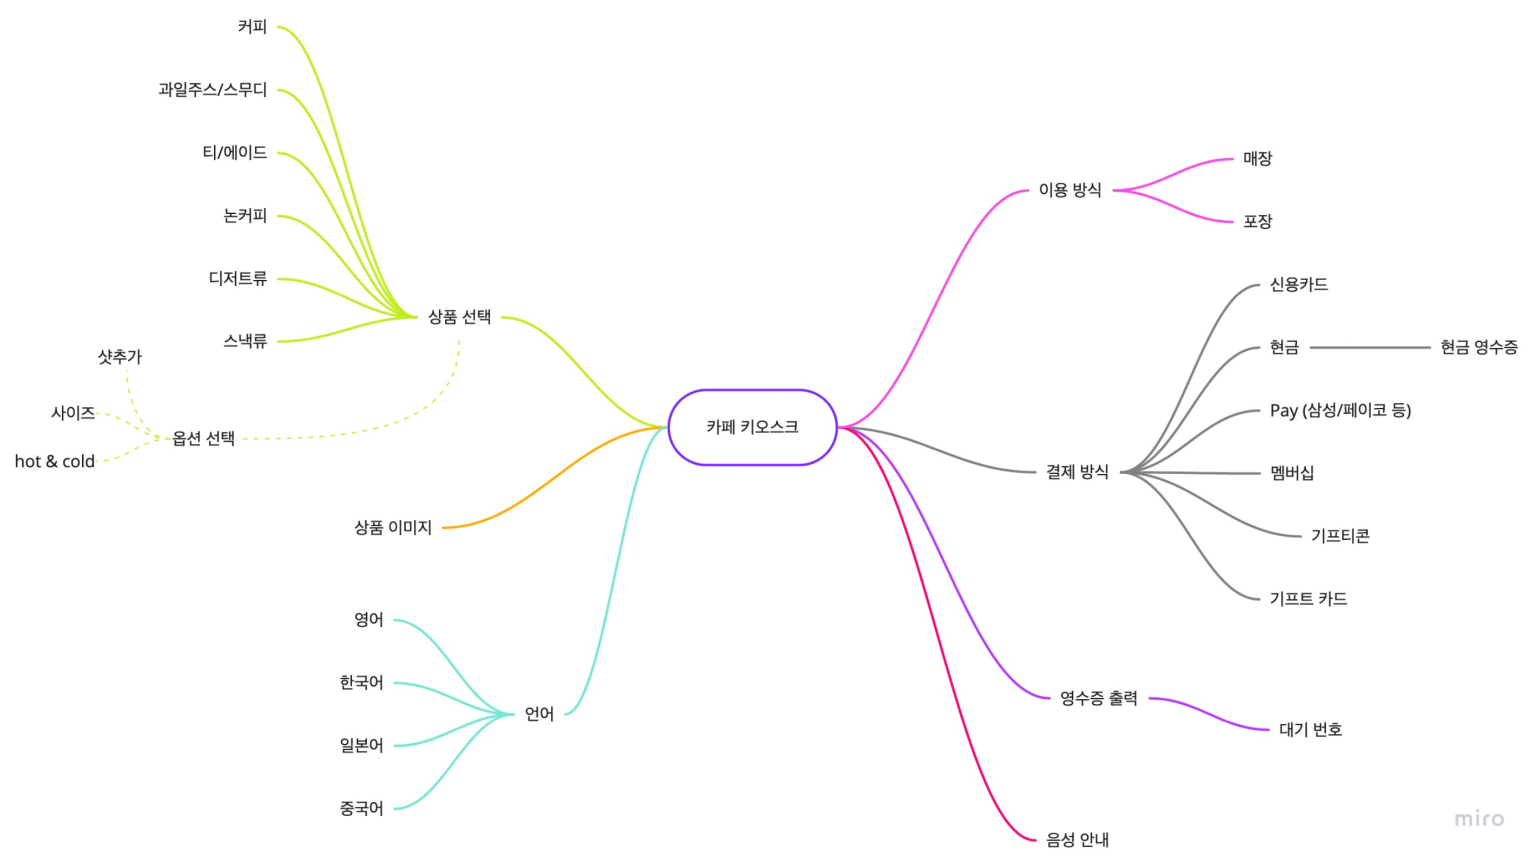 커피
과일주스/스무디
티/에이드
논커피
디저트류
스낵류
상품 선택
샷추가
사이즈
옵션 선택
hot & cold
상품 이미지
영어
한국어
일본어
중국어
언어
카페 키오스크
이용 방식
매장
포장
결제 방식
신용카드
현금
현금 영수증
Pay (삼성/페이코 등)
멤버십
기프티콘
기프트 카드
영수증 출력
대기 번호
음성 안내
miro